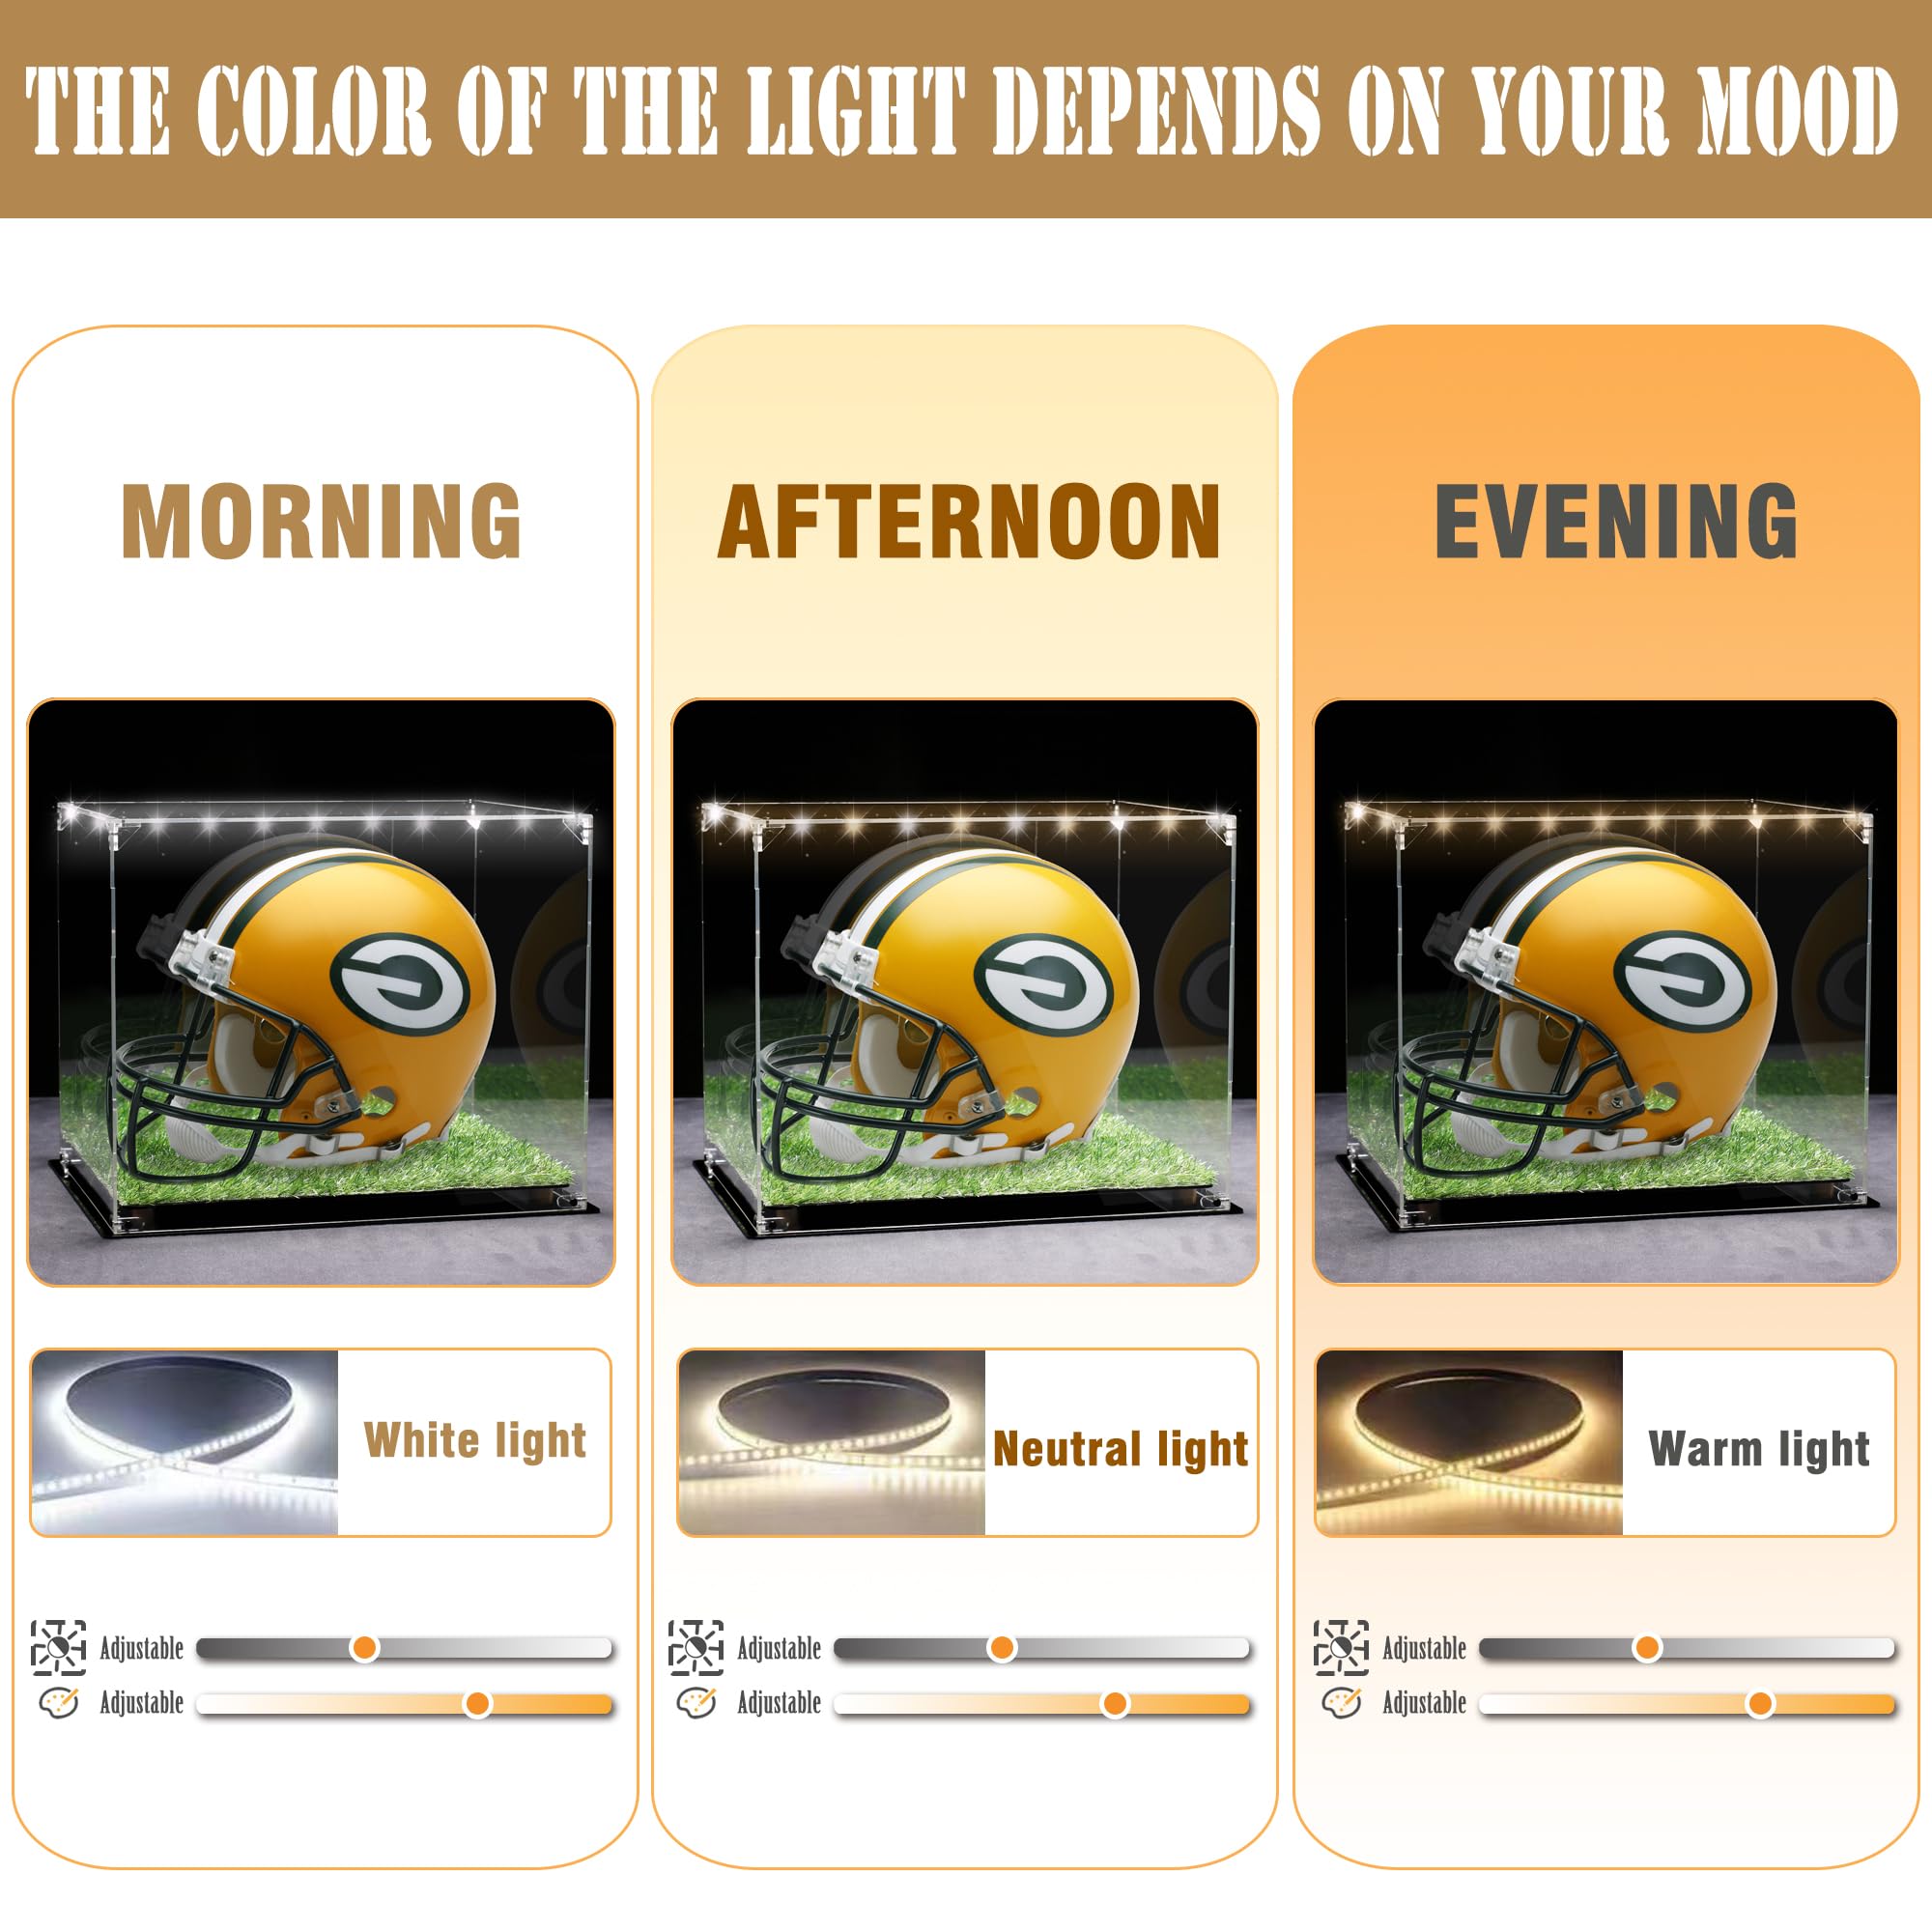 THE COLOR OF THE LIGHT DEPENDS ON YOUR MOOD
MORNING
AFTERNOON
EVENING
G
G
G
White light
Neutral light
Warm light
Adjustable
Adjustable
Adjustable
Adjustable
Adjustable
Adjustable